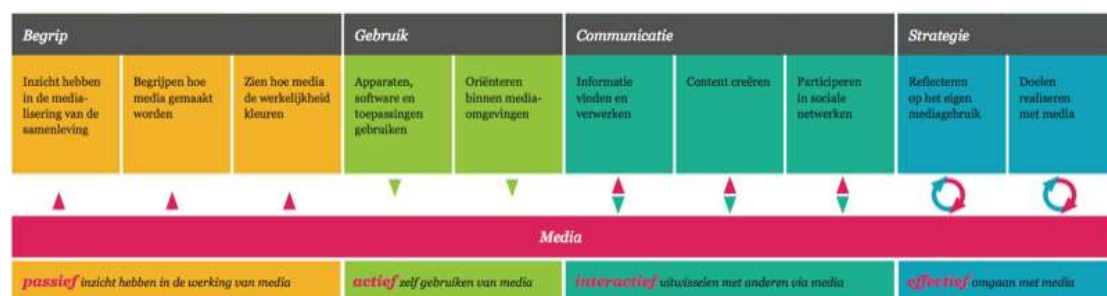 Begrip
Gebruik
Communicatie
Strategie
Inzicht hebben
in de media-
lisering van de
samenleving
Begrijpen hoe
media gemaakt
worden
Zien hoe media
de werkelijkheid
kleuren
Apparaten,
software en
toepassingen
gebruiken
Oriënteren
binnen media-
omgevingen
Informatie
vinden en
verwerken
Content creëren
Participeren
in sociale
netwerken
Reflecteren
op het eigen
mediagebruik
Doelen
realiseren
met media
Media
passief inzicht hebben in de werking van media
actief zelf gebruiken van media
interactief uitwisselen met anderen via media
effectief omgaan met media